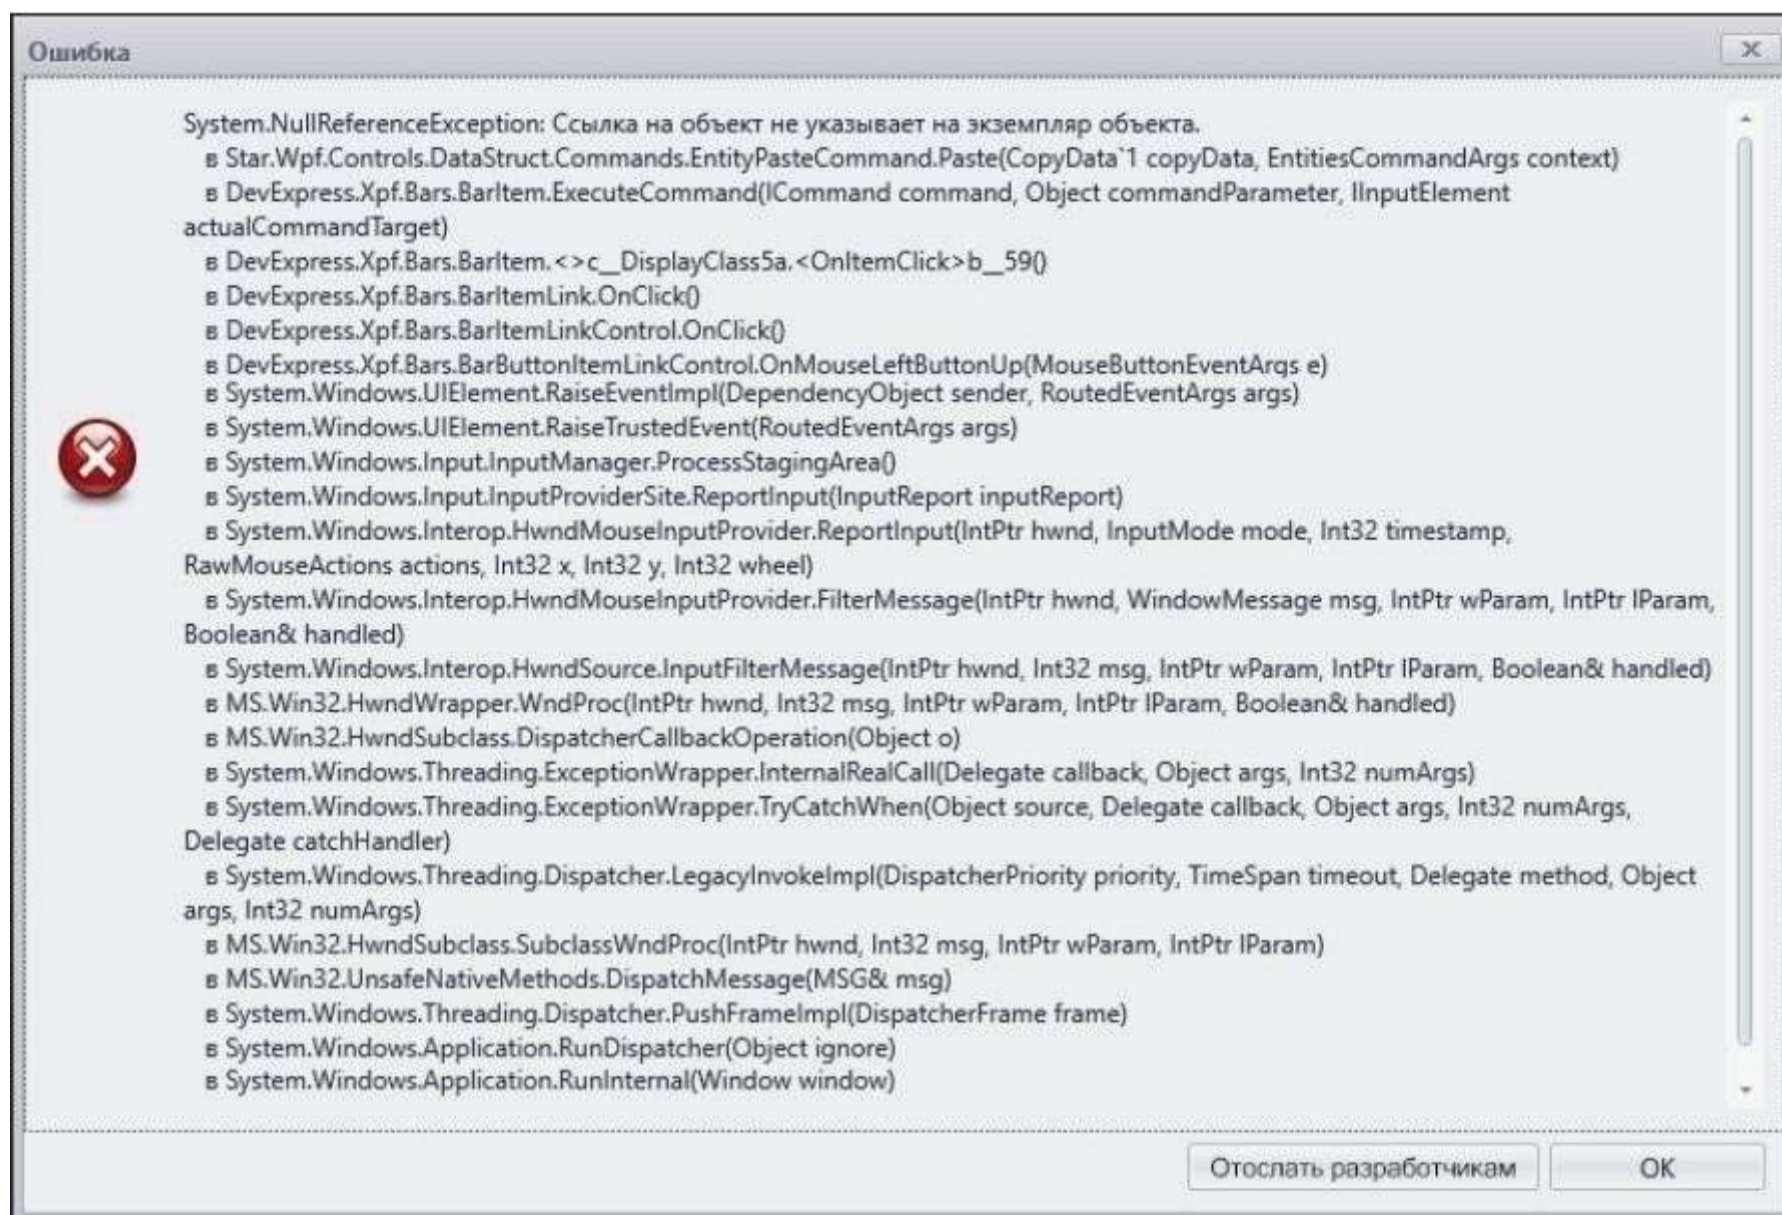 Ошибка
System.NullReferenceException: Ссылка на объект не указывает на экземпляр объекта.
в Star.Wpf.Controls.DataStruct.Commands.EntityPasteCommand.Paste(CopyData`1 copyData, EntitiesCommandArgs context)
в DevExpress.Xpf.Bars.BarItem.ExecuteCommand(ICommand command, Object commandParameter, IInputElement
actualCommandTarget)
в DevExpress.Xpf.Bars.BarItem.<>c__DisplayClass5a.<OnItemClick>b__59()
в DevExpress.Xpf.Bars.BarItemLink.OnClick()
в DevExpress.Xpf.Bars.BarItemLinkControl.OnClick()
в DevExpress.Xpf.Bars.BarButtonItemLinkControl.OnMouseLeftButtonUp(MouseButtonEventArgs e)
в System.Windows.UIElement.RaiseEventImpl(DependencyObject sender, RoutedEventArgs args)
в System.Windows.UIElement.RaiseTrustedEvent(RoutedEventArgs args)
в System.Windows.Input.InputManager.ProcessStagingArea()
в System.Windows.Input.InputProviderSite.ReportInput(InputReport inputReport)
в System.Windows.Interop.HwndMouseInputProvider.ReportInput(IntPtr hwnd, InputMode mode, Int32 timestamp,
RawMouseActions actions, Int32 x, Int32 y, Int32 wheel)
в System.Windows.Interop.HwndMouseInputProvider.FilterMessage(IntPtr hwnd, WindowMessage msg, IntPtr wParam, IntPtr lParam,
Boolean& handled)
в System.Windows.Interop.HwndSource.InputFilterMessage(IntPtr hwnd, Int32 msg, IntPtr wParam, IntPtr lParam, Boolean& handled)
в MS.Win32.HwndWrapper.WndProc(IntPtr hwnd, Int32 msg, IntPtr wParam, IntPtr lParam, Boolean& handled)
в MS.Win32.HwndSubclass.DispatcherCallbackOperation(Object o)
в System.Windows.Threading.ExceptionWrapper.InternalRealCall(Delegate callback, Object args, Int32 numArgs)
в System.Windows.Threading.ExceptionWrapper.TryCatchWhen(Object source, Delegate callback, Object args, Int32 numArgs,
Delegate catchHandler)
в System.Windows.Threading.Dispatcher.LegacyInvokeImpl(DispatcherPriority priority, TimeSpan timeout, Delegate method, Object
args, Int32 numArgs)
в MS.Win32.HwndSubclass.SubclassWndProc(IntPtr hwnd, Int32 msg, IntPtr wParam, IntPtr lParam)
в MS.Win32.UnsafeNativeMethods.DispatchMessage(MSG& msg)
в System.Windows.Threading.Dispatcher.PushFrameImpl(DispatcherFrame frame)
в System.Windows.Application.RunDispatcher(Object ignore)
в System.Windows.Application.RunInternal(Window window)
Отослать разработчикам
OK